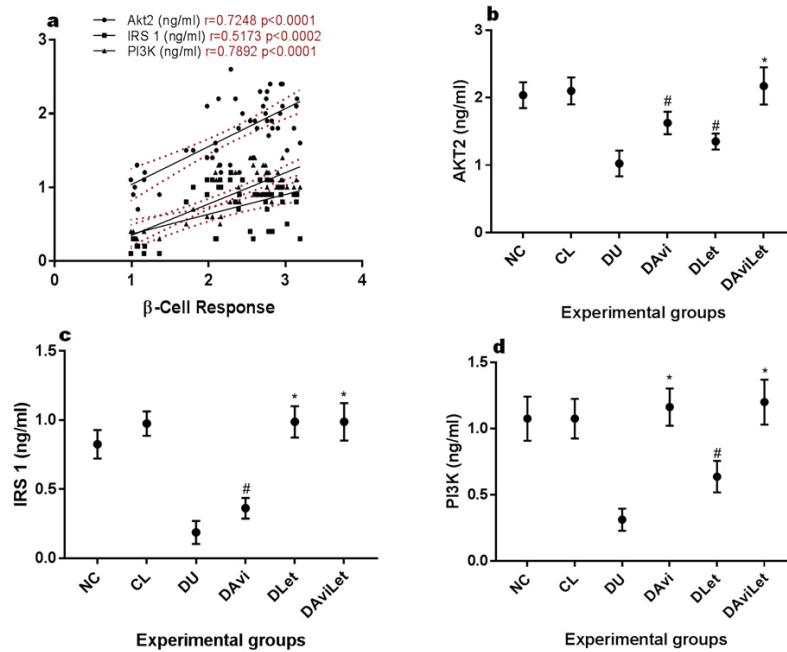 a
Akt2 (ng/ml) r=0.7248 p<0.0001
IRS 1 (ng/ml) r=0.5173 p<0.0002
PI3K (ng/ml) r=0.7892 p<0.0001
3
2
1
0
0 1 2 3 4
β-Cell Response
b
AKT2 (ng/ml)
3
2
1
0
#
#
*
NC CL DU DAvi DLet DAviLet
Experimental groups
c
IRS 1 (ng/ml)
1.5
1.0
0.5
0.0
#
*
*
NC CL DU DAvi DLet DAviLet
Experimental groups
d
PI3K (ng/ml)
1.5
1.0
0.5
0.0
*
#
*
NC CL DU DAvi DLet DAviLet
Experimental groups